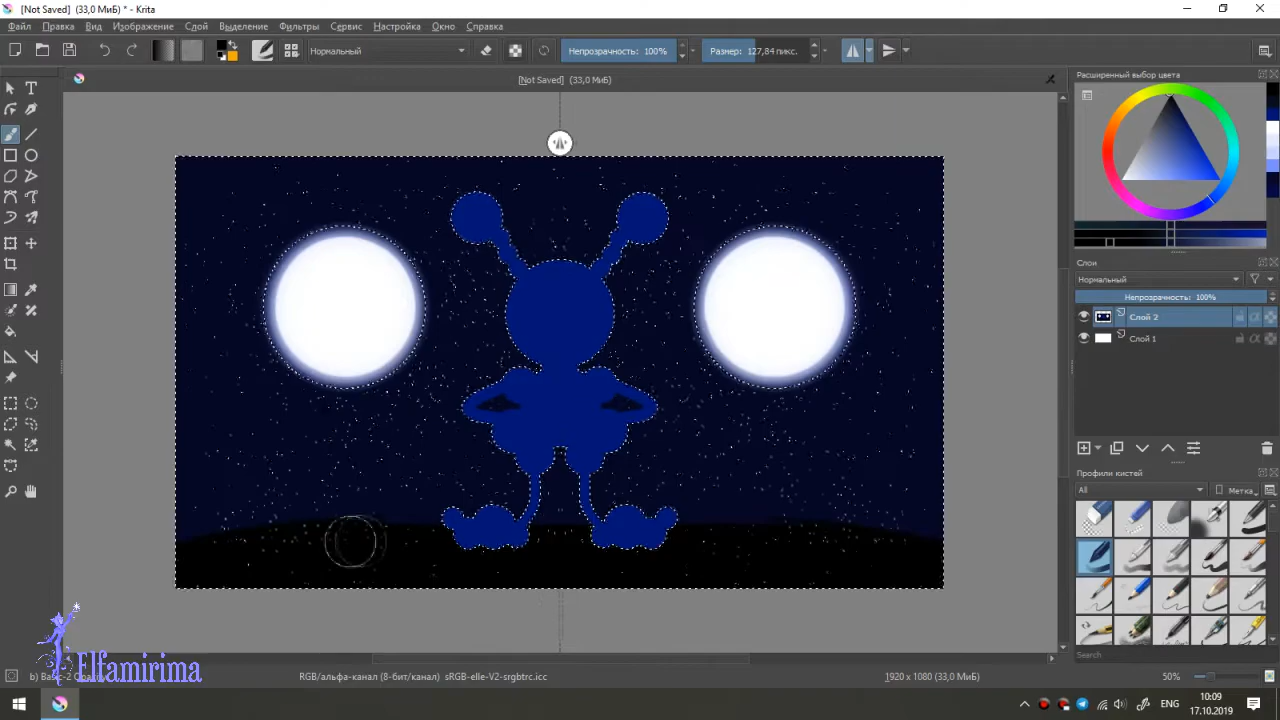 [Not Saved] (33,0 МиБ) * - Krita
Файл Правка Вид Изображение Слой Выделение Фильтры Сервис Настройка Окно Справка
Нормальный Непрозрачность: 100% Размер: 127,84 пикс.
[Not Saved] (33,0 МиБ)
Расширенный выбор цвета
Слои
Нормальный
Непрозрачность: 100%
Слой 2
Слой 1
Профили кистей
All Метка
Search
Elfamirima
RGB/альфа-канал (8-бит/канал) sRGB-elle-V2-srgbtrc.icc 1920 x 1080 (33,0 МиБ) 50%
ENG
10:09
17.10.2019